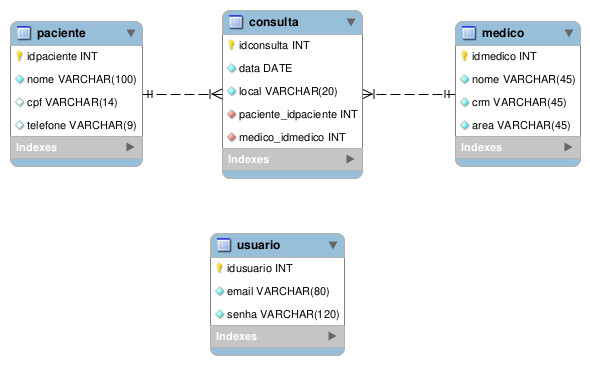 paciente
idpaciente INT
nome VARCHAR(100)
cpf VARCHAR(14)
telefone VARCHAR(9)
Indexes
consulta
idconsulta INT
data DATE
local VARCHAR(20)
paciente_idpaciente INT
medico_idmedico INT
Indexes
medico
idmedico INT
nome VARCHAR(45)
crm VARCHAR(45)
area VARCHAR(45)
Indexes
usuario
idusuario INT
email VARCHAR(80)
senha VARCHAR(120)
Indexes